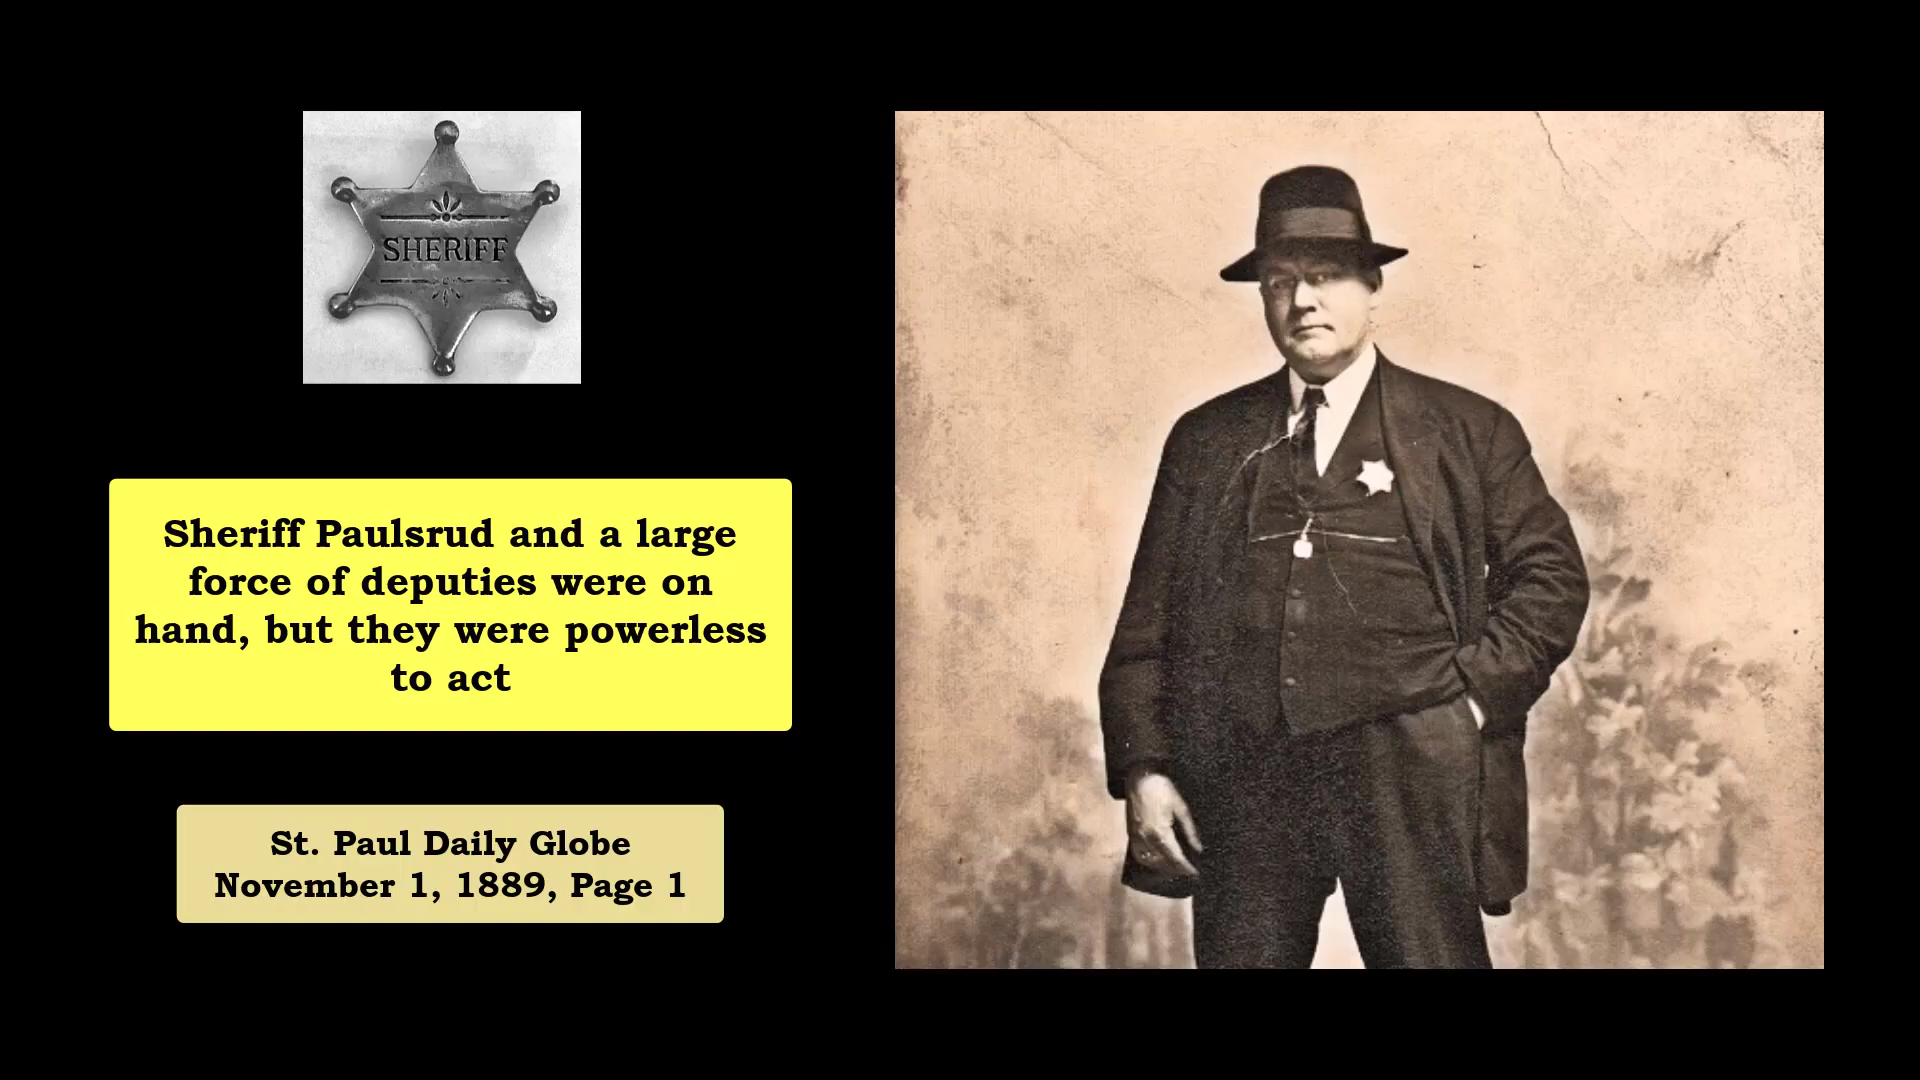 SHERIFF
Sheriff Paulsrud and a large
force of deputies were on
hand, but they were powerless
to act
St. Paul Daily Globe
November 1, 1889, Page 1